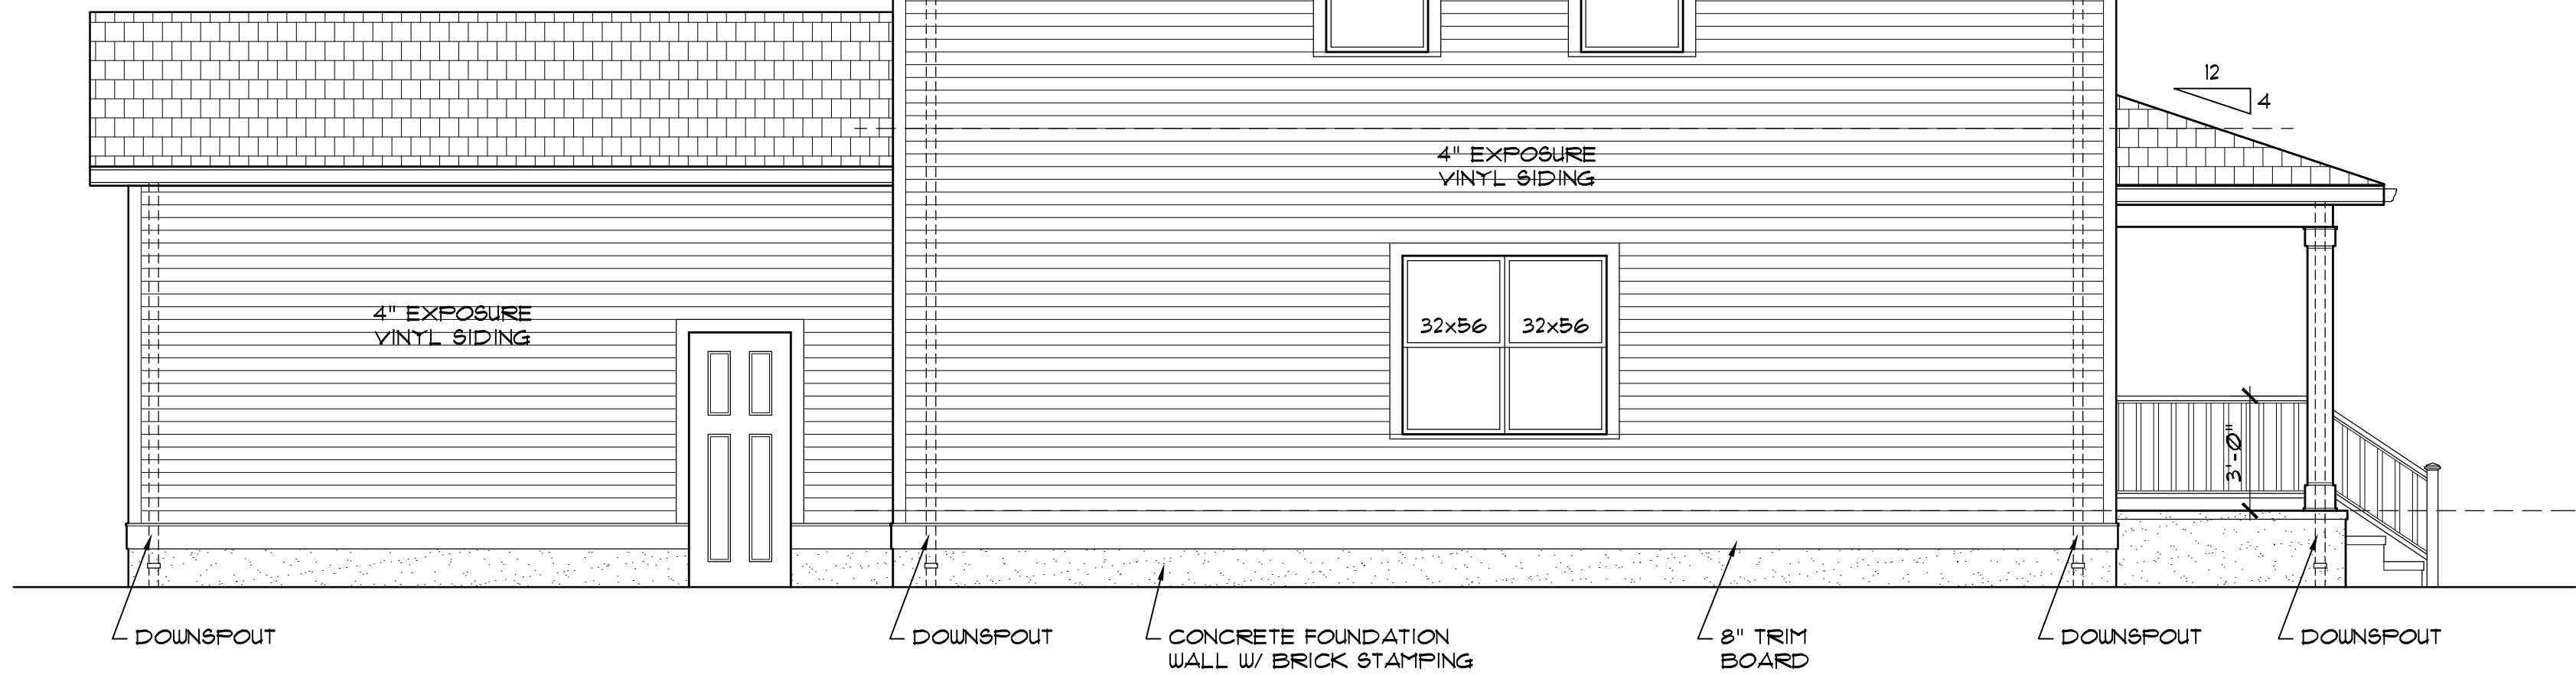 12
4
4" EXPOSURE
VINYL SIDING
4" EXPOSURE
VINYL SIDING
32x56
32x56
3'-0"
DOWNSPOUT
DOWNSPOUT
CONCRETE FOUNDATION
WALL W/ BRICK STAMPING
8" TRIM
BOARD
DOWNSPOUT
DOWNSPOUT